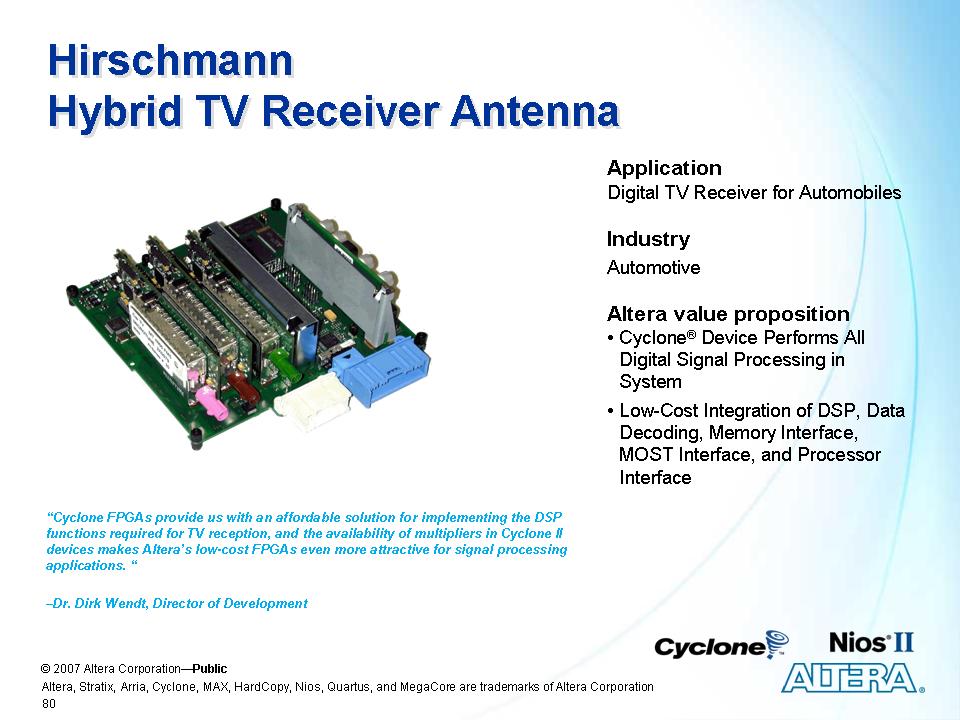 Hirschmann
Hybrid TV Receiver Antenna
Application
Digital TV Receiver for Automobiles
Industry
Automotive
Altera value proposition
• Cyclone® Device Performs All
Digital Signal Processing in
System
• Low-Cost Integration of DSP, Data
Decoding, Memory Interface,
MOST Interface, and Processor
Interface
“Cyclone FPGAs provide us with an affordable solution for implementing the DSP
functions required for TV reception, and the availability of multipliers in Cyclone II
devices makes Altera’s low-cost FPGAs even more attractive for signal processing
applications. “
–Dr. Dirk Wendt, Director of Development
Cyclone™
Nios® II
ALTERA®
© 2007 Altera Corporation—Public
Altera, Stratix, Arria, Cyclone, MAX, HardCopy, Nios, Quartus, and MegaCore are trademarks of Altera Corporation
80